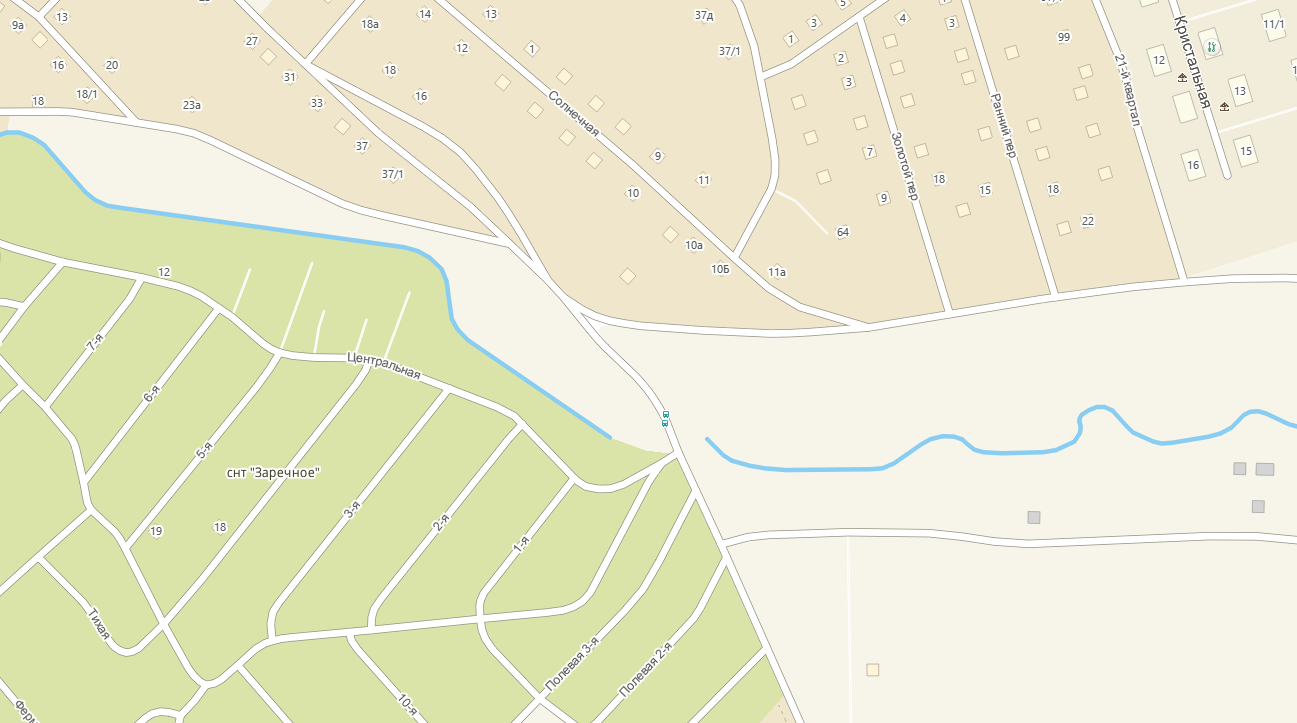 9а
13
27
18а
14
13
12
1
37д
37/1
1
3
5
4
3
99
11/1
Кристальная
12
13
16
15
16
20
18
18/1
23а
31
33
37
37/1
18
16
Солнечная
9
11
10
10а
10Б
11а
64
2
3
7
9
Золотой пер
18
15
Ранний пер
18
22
21-й квартал
12
7-я
6-я
5-я
Центральная
снт "Заречное"
19
18
3-я
2-я
1-я
Тихая
Ферм
10-я
Полевая 3-я
Полевая 2-я